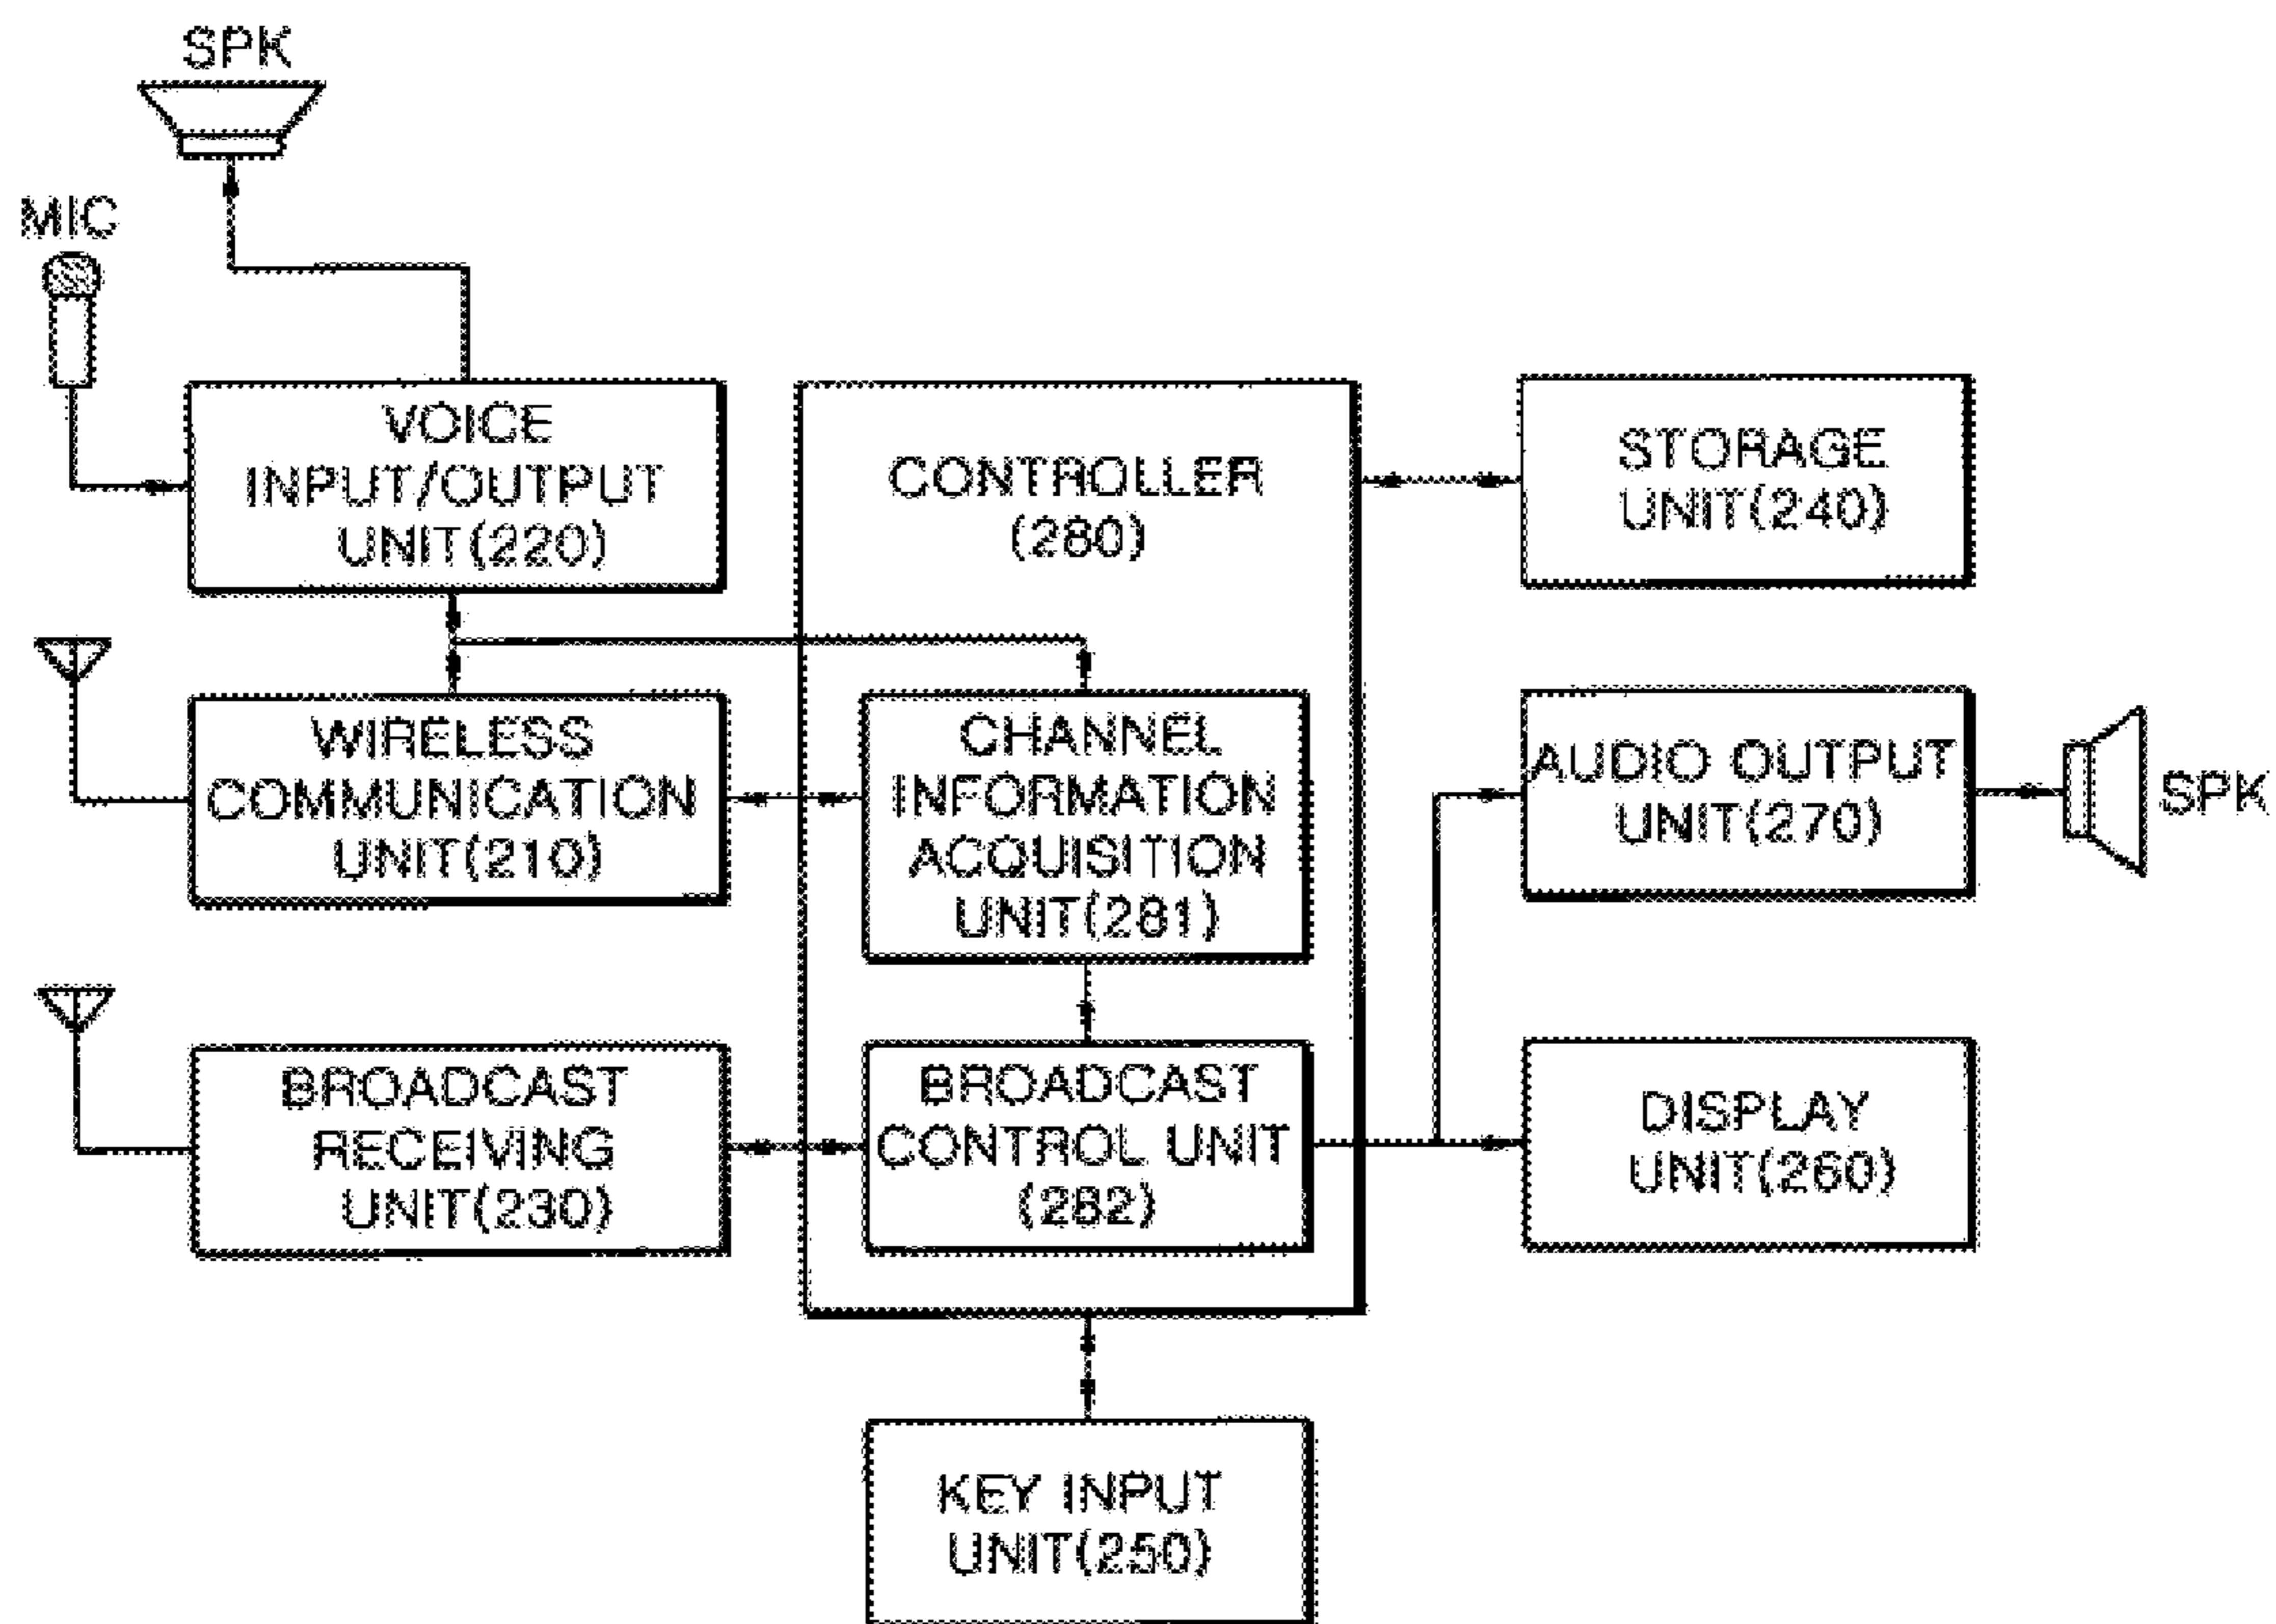 SPK
MIC
VOICE
INPUT/OUTPUT
UNIT(220)
CONTROLLER
(280)
STORAGE
UNIT(240)
WIRELESS
COMMUNICATION
UNIT(210)
CHANNEL
INFORMATION
ACQUISITION
UNIT(281)
AUDIO OUTPUT
UNIT(270)
SPK
BROADCAST
RECEIVING
UNIT(230)
BROADCAST
CONTROL UNIT
(282)
DISPLAY
UNIT(260)
KEY INPUT
UNIT(250)